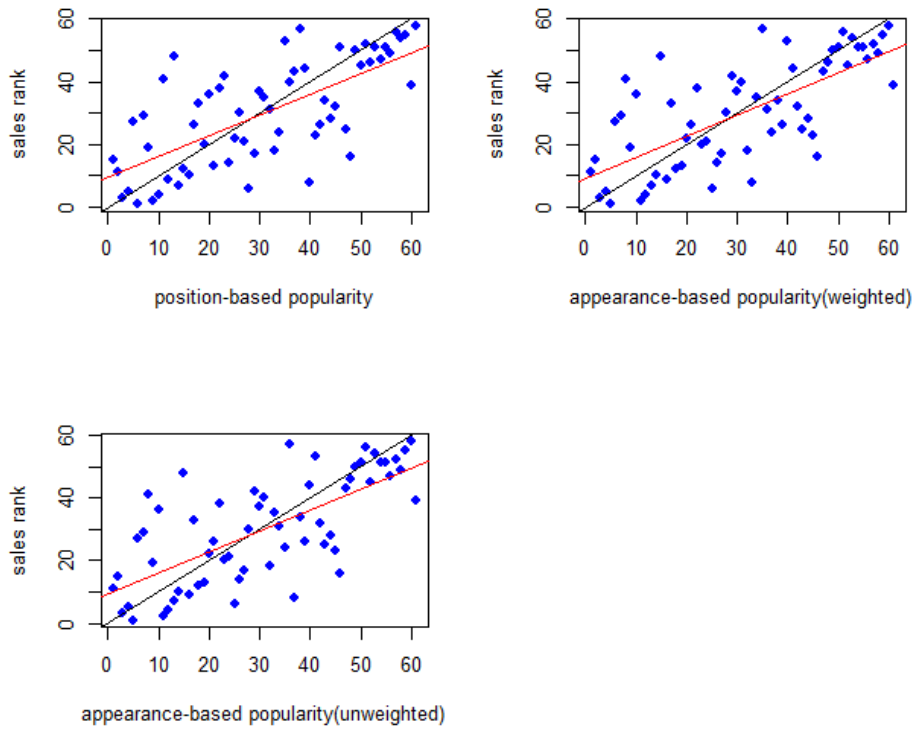 60
40
20
0
sales rank
0 10 20 30 40 50 60
position-based popularity
60
40
20
0
sales rank
0 10 20 30 40 50 60
appearance-based popularity(weighted)
60
40
20
0
sales rank
0 10 20 30 40 50 60
appearance-based popularity(unweighted)